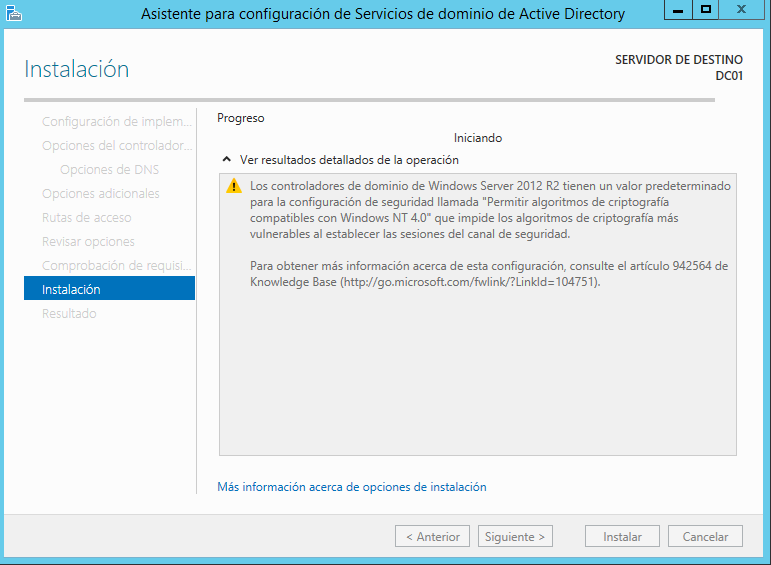 Asistente para configuración de Servicios de dominio de Active Directory
Instalación
SERVIDOR DE DESTINO
DC01
Configuración de implem...
Opciones del controlador...
Opciones de DNS
Opciones adicionales
Rutas de acceso
Revisar opciones
Comprobación de requisi...
Instalación
Resultado
Progreso
Iniciando
Ver resultados detallados de la operación
Los controladores de dominio de Windows Server 2012 R2 tienen un valor predeterminado
para la configuración de seguridad llamada "Permitir algoritmos de criptografía
compatibles con Windows NT 4.0" que impide los algoritmos de criptografía más
vulnerables al establecer las sesiones del canal de seguridad.
Para obtener más información acerca de esta configuración, consulte el artículo 942564 de
Knowledge Base (http://go.microsoft.com/fwlink/?LinkId=104751).
Más información acerca de opciones de instalación
< Anterior
Siguiente >
Instalar
Cancelar